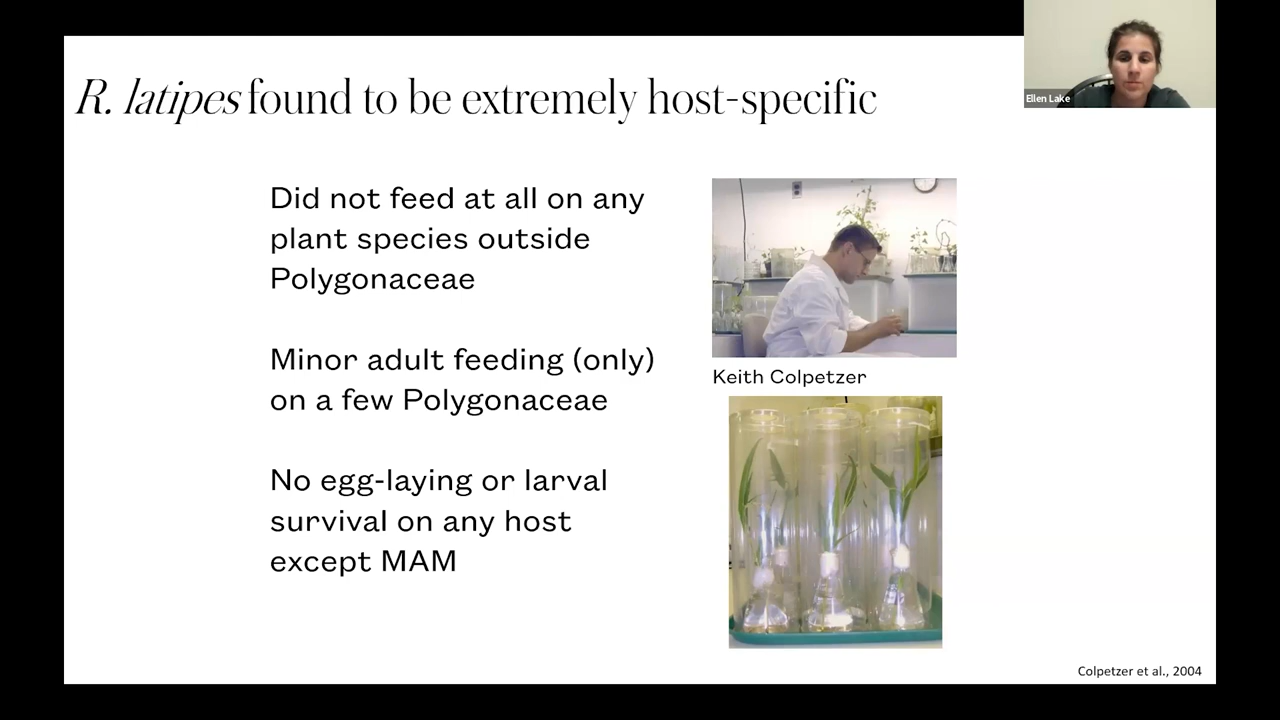 R. latipes found to be extremely host-specific
Ellen Lake
Did not feed at all on any
plant species outside
Polygonaceae
Minor adult feeding (only)
on a few Polygonaceae
No egg-laying or larval
survival on any host
except MAM
Keith Colpetzer
Colpetzer et al., 2004